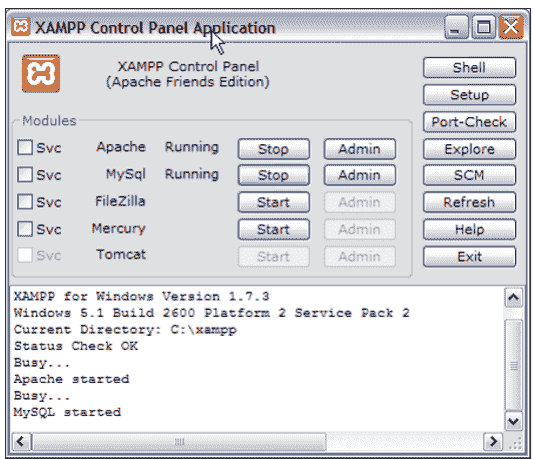 XAMPP Control Panel Application
XAMPP Control Panel
(Apache Friends Edition)
Shell
Setup
Port-Check
Explore
SCM
Refresh
Help
Exit
Modules
Svc Apache Running Stop Admin
Svc MySql Running Stop Admin
Svc FileZilla Start Admin
Svc Mercury Start Admin
Svc Tomcat Start Admin
XAMPP for Windows Version 1.7.3
Windows 5.1 Build 2600 Platform 2 Service Pack 2
Current Directory: C:\xampp
Status Check OK
Busy...
Apache started
Busy...
MySQL started